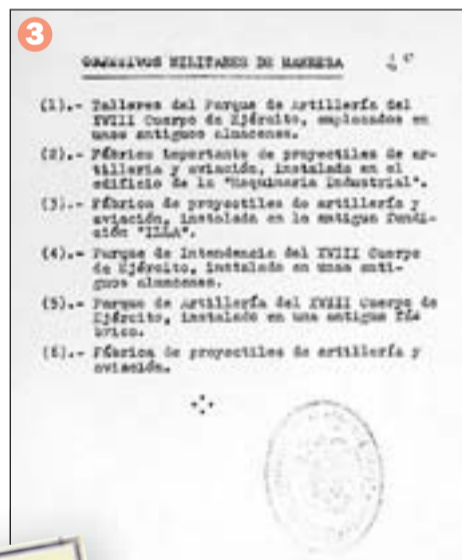 3
OBJETIVOS MILITARES DE MANRESA
(1).- Talleres del Parque de Artillería del
XVIII Cuerpo de Ejército, emplazados en
unos antiguos almacenes.
(2).- Fábrica importante de proyectiles de ar-
tillería y aviación, instalada en el
edificio de la "Maquinaria Industrial".
(3).- Fábrica de proyectiles de artillería y
aviación, instalada en la antigua fundi-
ción "ILLA".
(4).- Parque de Intendencia del XVIII Cuerpo
de Ejército, instalado en unos anti-
guos almacenes.
(5).- Parque de Artillería del XVIII Cuerpo de
Ejército, instalado en una antigua fá
brica.
(6).- Fábrica de proyectiles de artillería y
aviación.